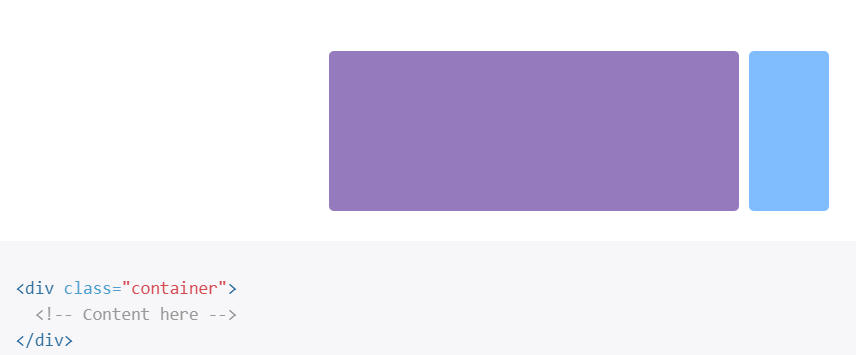 <div class="container">
  <!-- Content here -->
</div>